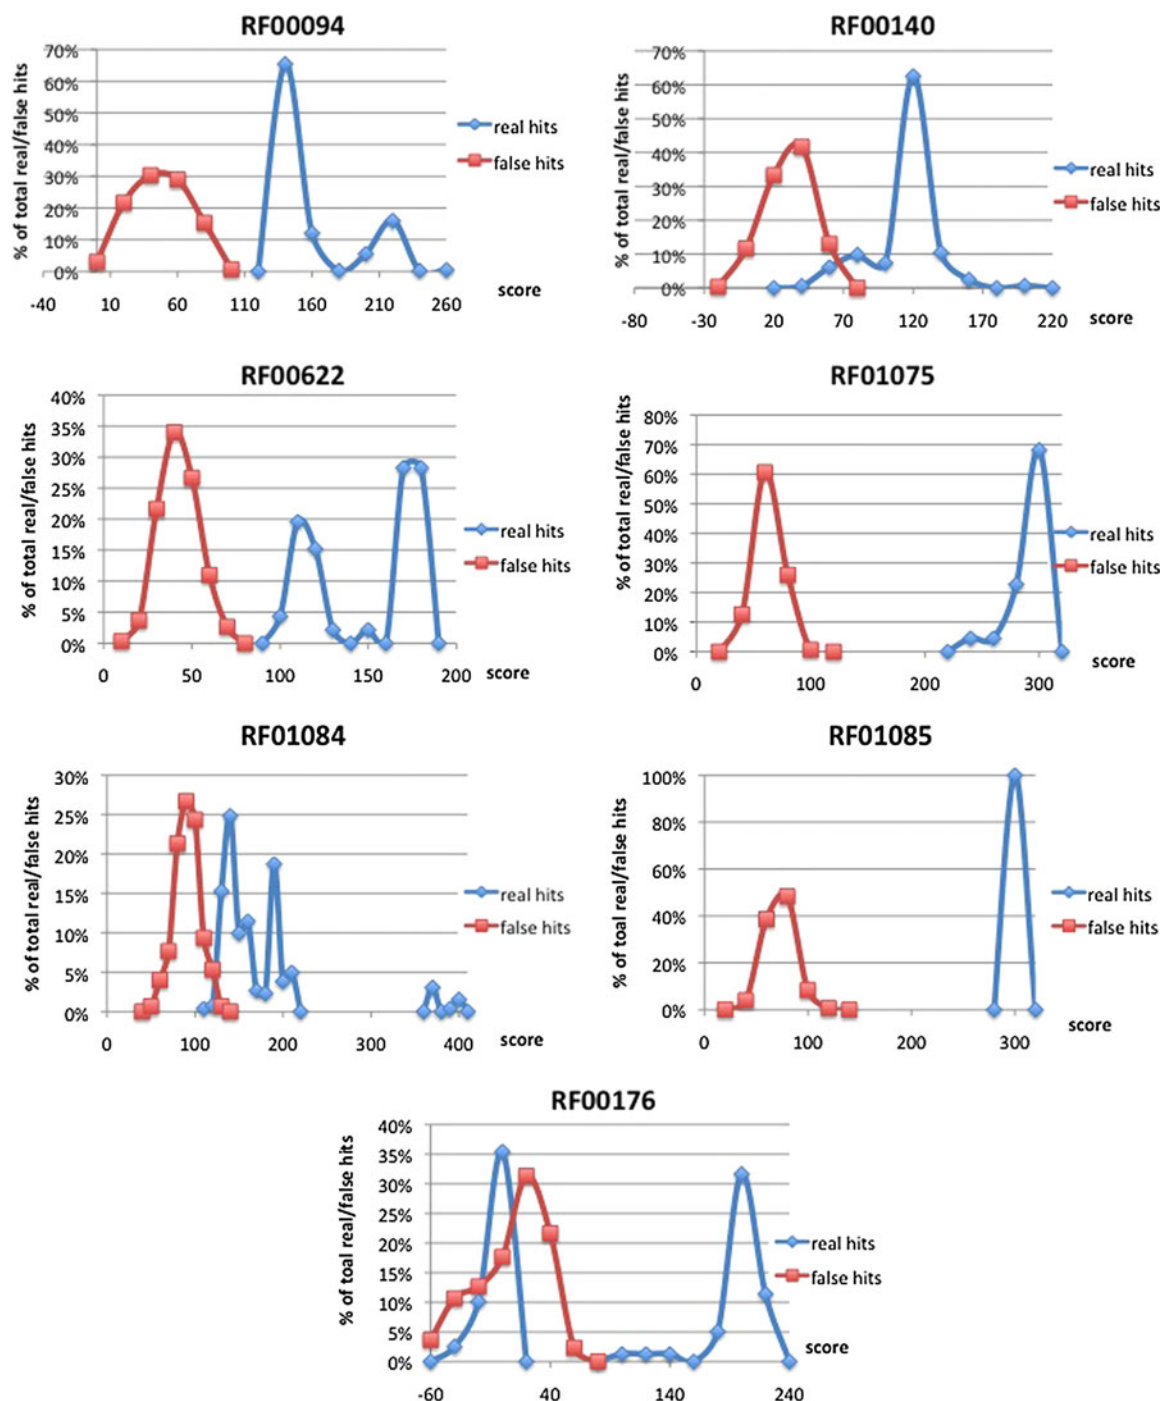 RF00094
% of total real/false hits
70%
60%
50%
40%
30%
20%
10%
0%
-40 10 60 110 160 210 260
score
real hits
false hits
RF00140
% of total real/false hits
70%
60%
50%
40%
30%
20%
10%
0%
-80 -30 20 70 120 170 220
score
real hits
false hits
RF00622
% of total real/false hits
40%
35%
30%
25%
20%
15%
10%
5%
0%
0 50 100 150 200
score
real hits
false hits
RF01075
% of total real/false hits
80%
70%
60%
50%
40%
30%
20%
10%
0%
0 100 200 300
score
real hits
false hits
RF01084
% of total real/false hits
30%
25%
20%
15%
10%
5%
0%
0 100 200 300 400
score
real hits
false hits
RF01085
% of toal real/false hits
100%
80%
60%
40%
20%
0%
0 100 200 300
score
real hits
false hits
RF00176
% of toal real/false hits
40%
35%
30%
25%
20%
15%
10%
5%
0%
-60 40 140 240
score
real hits
false hits